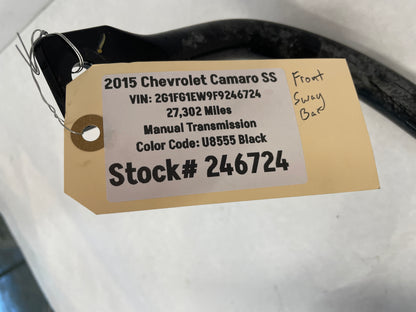 2015 Chevrolet Camaro SS
VIN: 2G1FG1EW9F9246724
27,302 Miles
Manual Transmission
Color Code: U8555 Black
Stock# 246724
Front
Sway
Bar